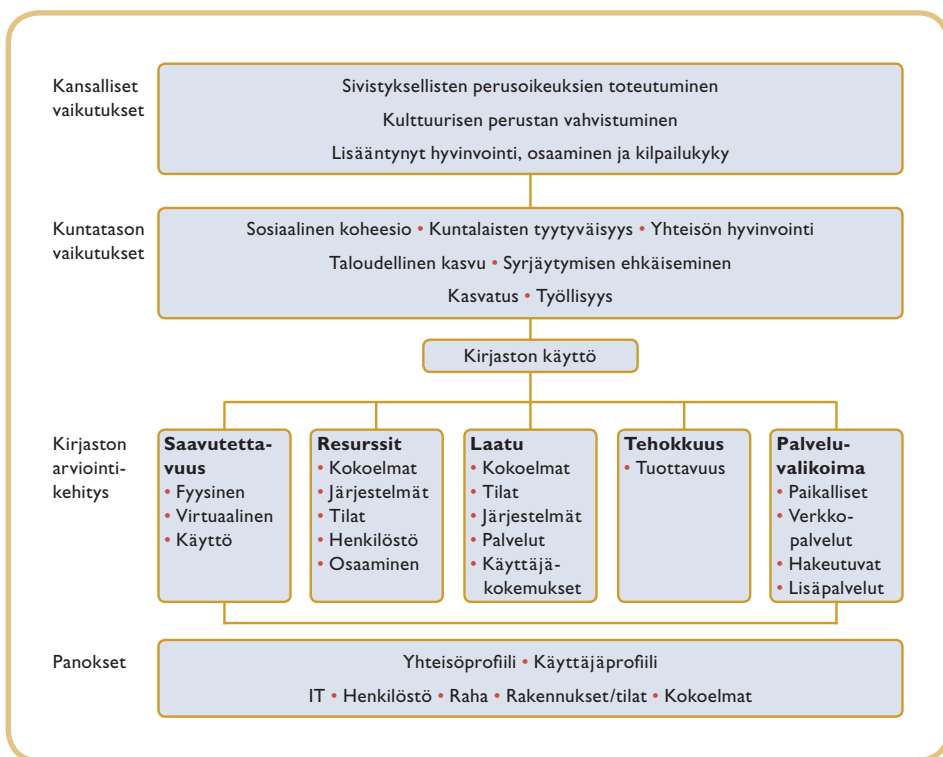 Kansalliset
vaikutukset
Sivistyksellisten perusoikeuksien toteutuminen
Kulttuurisen perustan vahvistuminen
Lisääntynyt hyvinvointi, osaaminen ja kilpailukyky
Kuntatason
vaikutukset
Sosiaalinen koheesio • Kuntalaisten tyytyväisyys • Yhteisön hyvinvointi
Taloudellinen kasvu • Syrjäytymisen ehkäiseminen
Kasvatus • Työllisyys
Kirjaston käyttö
Kirjaston
arviointi-
kehitys
Saavutetta-
vuus
• Fyysinen
• Virtuaalinen
• Käyttö
Resurssit
• Kokoelmat
• Järjestelmät
• Tilat
• Henkilöstö
• Osaaminen
Laatu
• Kokoelmat
• Tilat
• Järjestelmät
• Palvelut
• Käyttäjä-
kokemukset
Tehokkuus
• Tuottavuus
Palvelu-
valikoima
• Paikalliset
• Verkko-
palvelut
• Hakeutuvat
• Lisäpalvelut
Panokset
Yhteisöprofiili • Käyttäjäprofiili
IT • Henkilöstö • Raha • Rakennukset/tilat • Kokoelmat